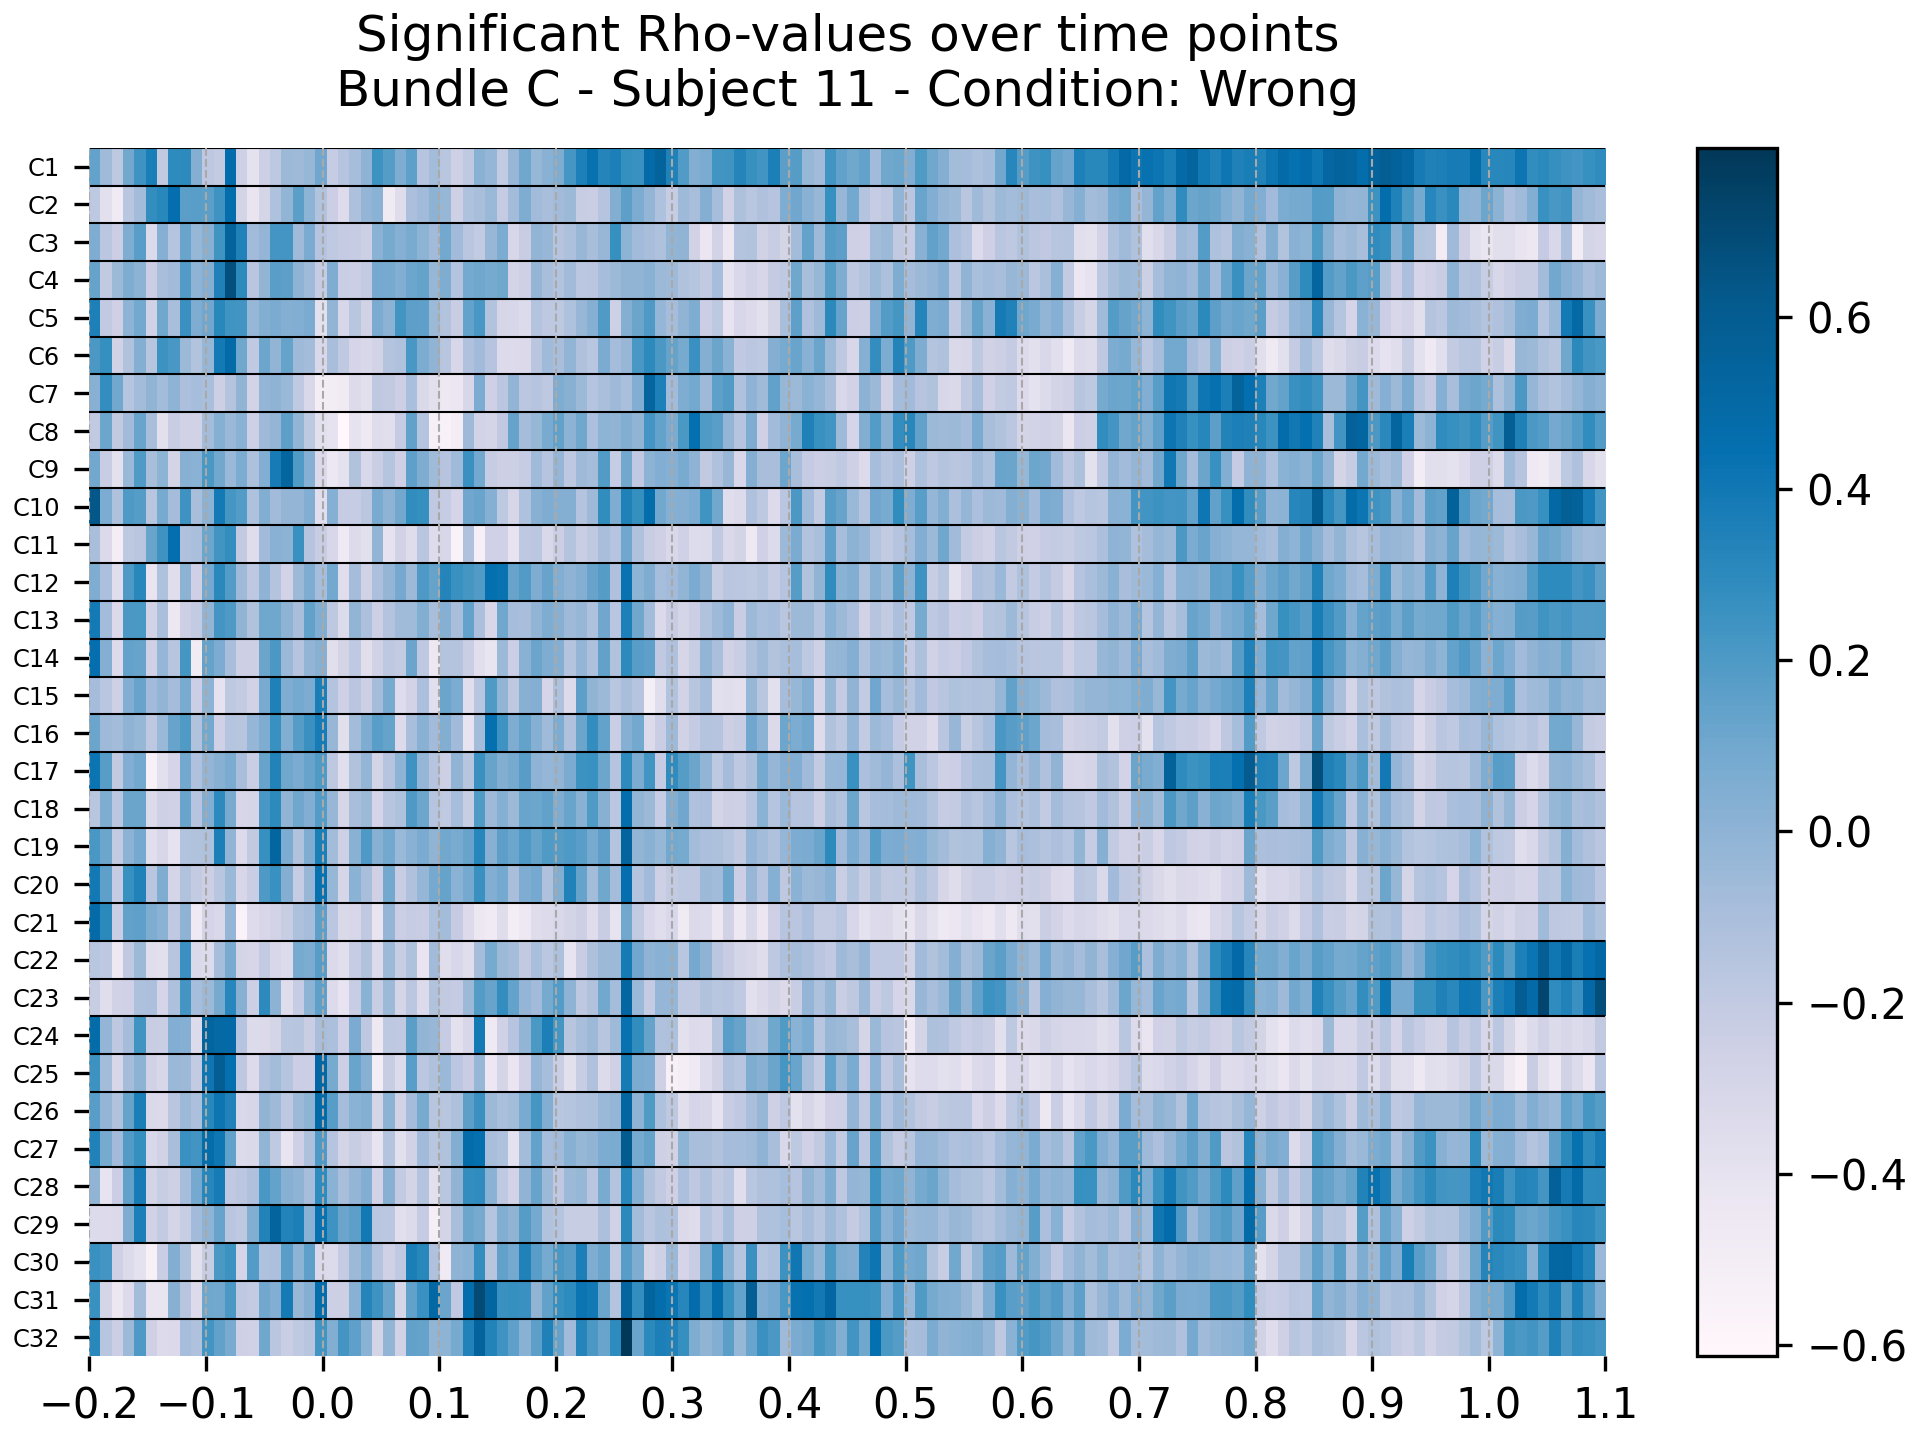 Significant Rho-values over time points
Bundle C - Subject 11 - Condition: Wrong
C1
C2
C3
C4
C5
C6
C7
C8
C9
C10
C11
C12
C13
C14
C15
C16
C17
C18
C19
C20
C21
C22
C23
C24
C25
C26
C27
C28
C29
C30
C31
C32
−0.2 −0.1 0.0 0.1 0.2 0.3 0.4 0.5 0.6 0.7 0.8 0.9 1.0 1.1
0.6
0.4
0.2
0.0
−0.2
−0.4
−0.6